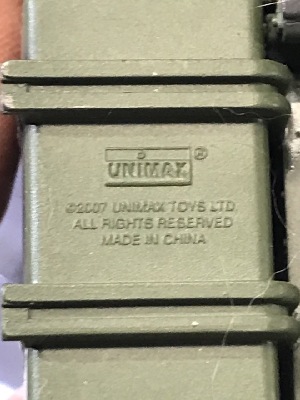 UNIMAX®
©2007 UNIMAX TOYS LTD
ALL RIGHTS RESERVED
MADE IN CHINA